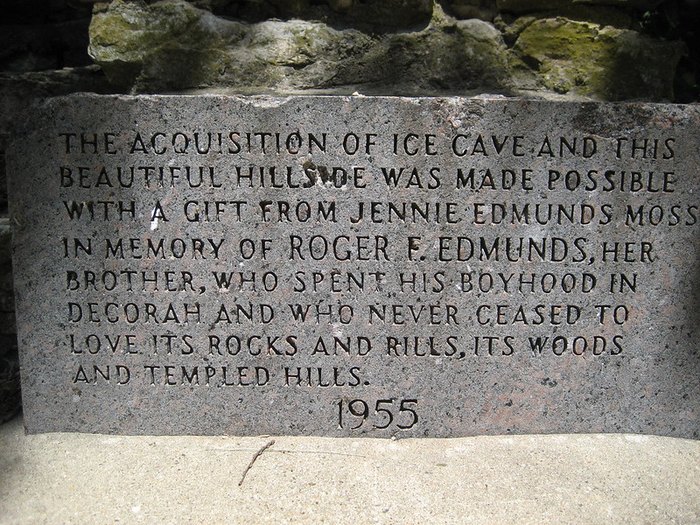 THE ACQUISITION OF ICE CAVE AND THIS
BEAUTIFUL HILLSIDE WAS MADE POSSIBLE
WITH A GIFT FROM JENNIE EDMUNDS MOSS
IN MEMORY OF ROGER F. EDMUNDS, HER
BROTHER, WHO SPENT HIS BOYHOOD IN
DECORAH AND WHO NEVER CEASED TO
LOVE ITS ROCKS AND RILLS, ITS WOODS
AND TEMPLED HILLS.
1955